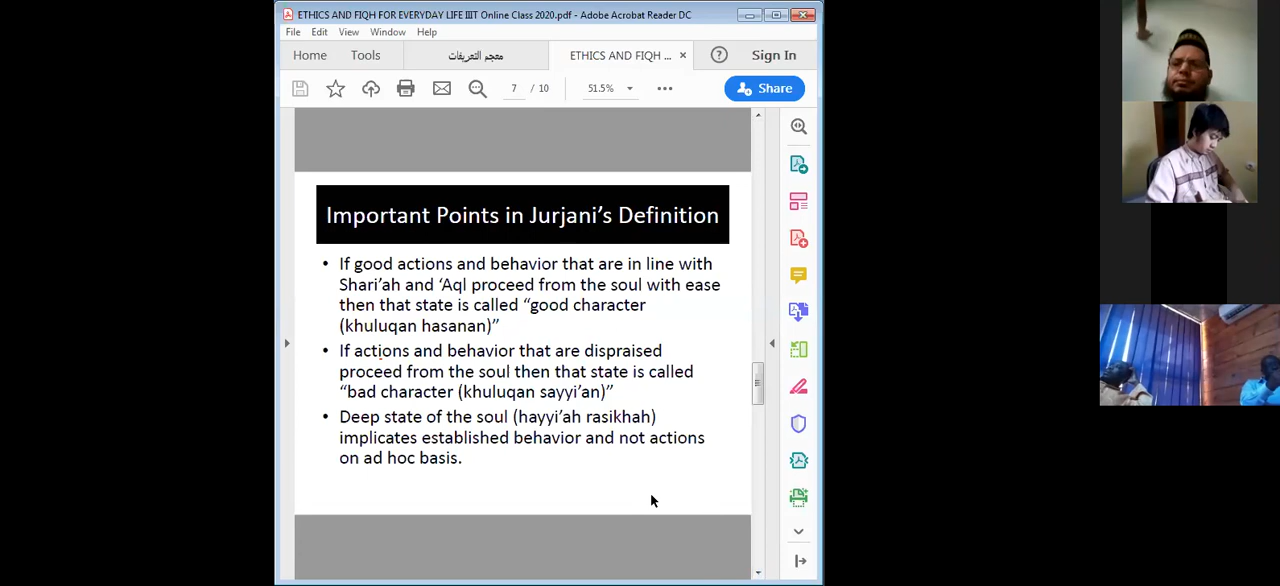 ETHICS AND FIQH FOR EVERYDAY LIFE IIIT Online Class 2020.pdf - Adobe Acrobat Reader DC
File Edit View Window Help
Home Tools معجم التعريفات ETHICS AND FIQH ... × ? Sign In
7 / 10 51.5% Share
Important Points in Jurjani’s Definition
• If good actions and behavior that are in line with
Shari’ah and ‘Aql proceed from the soul with ease
then that state is called “good character
(khuluqan hasanan)”
• If actions and behavior that are dispraised
proceed from the soul then that state is called
“bad character (khuluqan sayyi’an)”
• Deep state of the soul (hayyi’ah rasikhah)
implicates established behavior and not actions
on ad hoc basis.